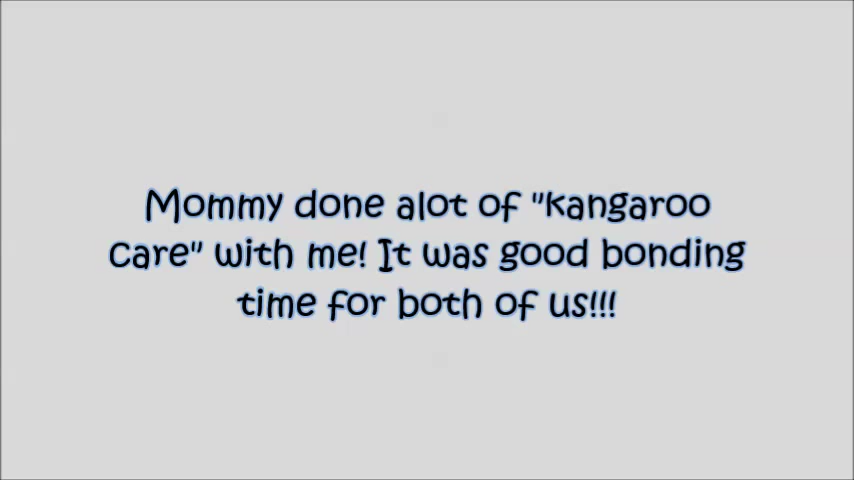 Mommy done alot of "kangaroo
care" with me! It was good bonding
time for both of us!!!